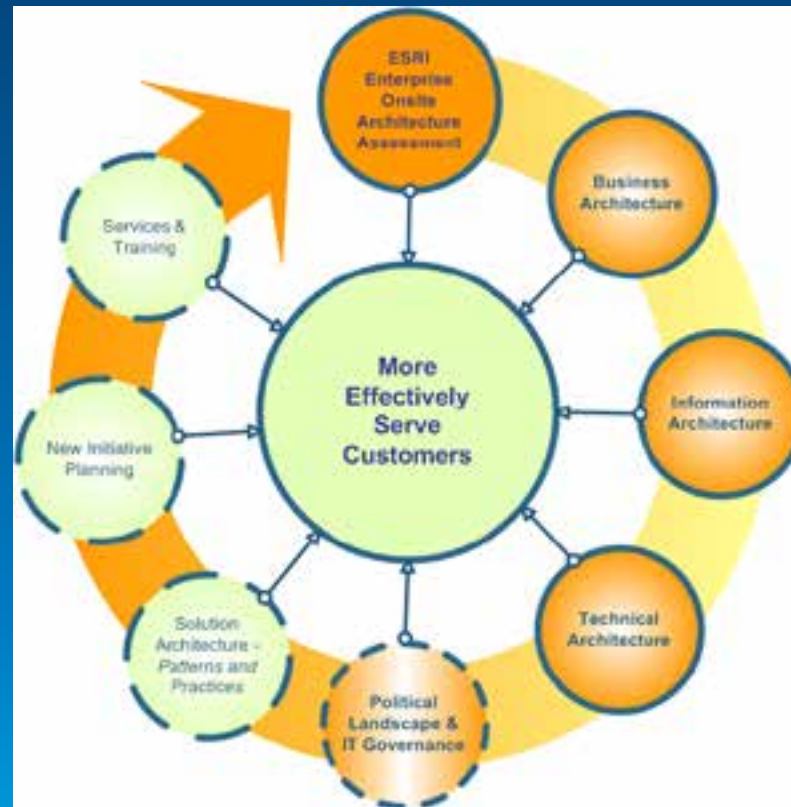 ESRI
Enterprise
Onsite
Architecture
Assessment
Business
Architecture
Information
Architecture
Technical
Architecture
Political
Landscape &
IT Governance
Solution
Architecture -
Patterns and
Practices
New Initiative
Planning
Services &
Training
More
Effectively
Serve
Customers